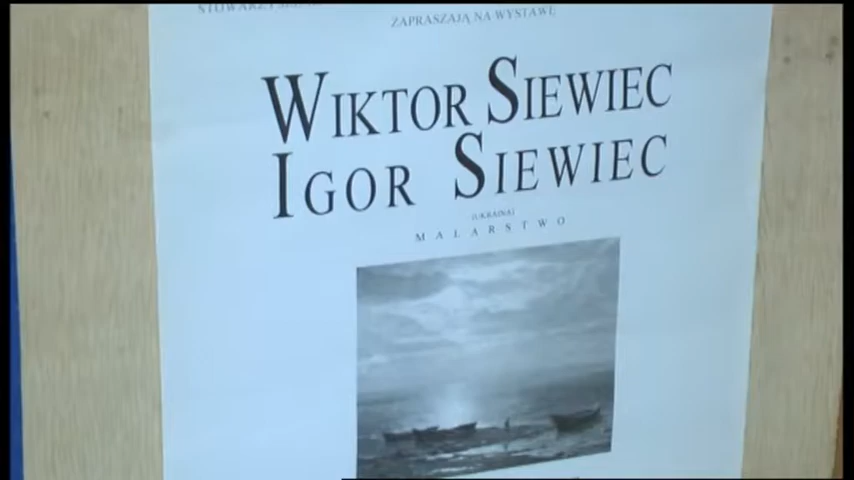 ZAPRASZAJĄ NA WYSTAWĘ
WIKTOR SIEWIEC
IGOR SIEWIEC
(UKRAINA)
MALARSTWO